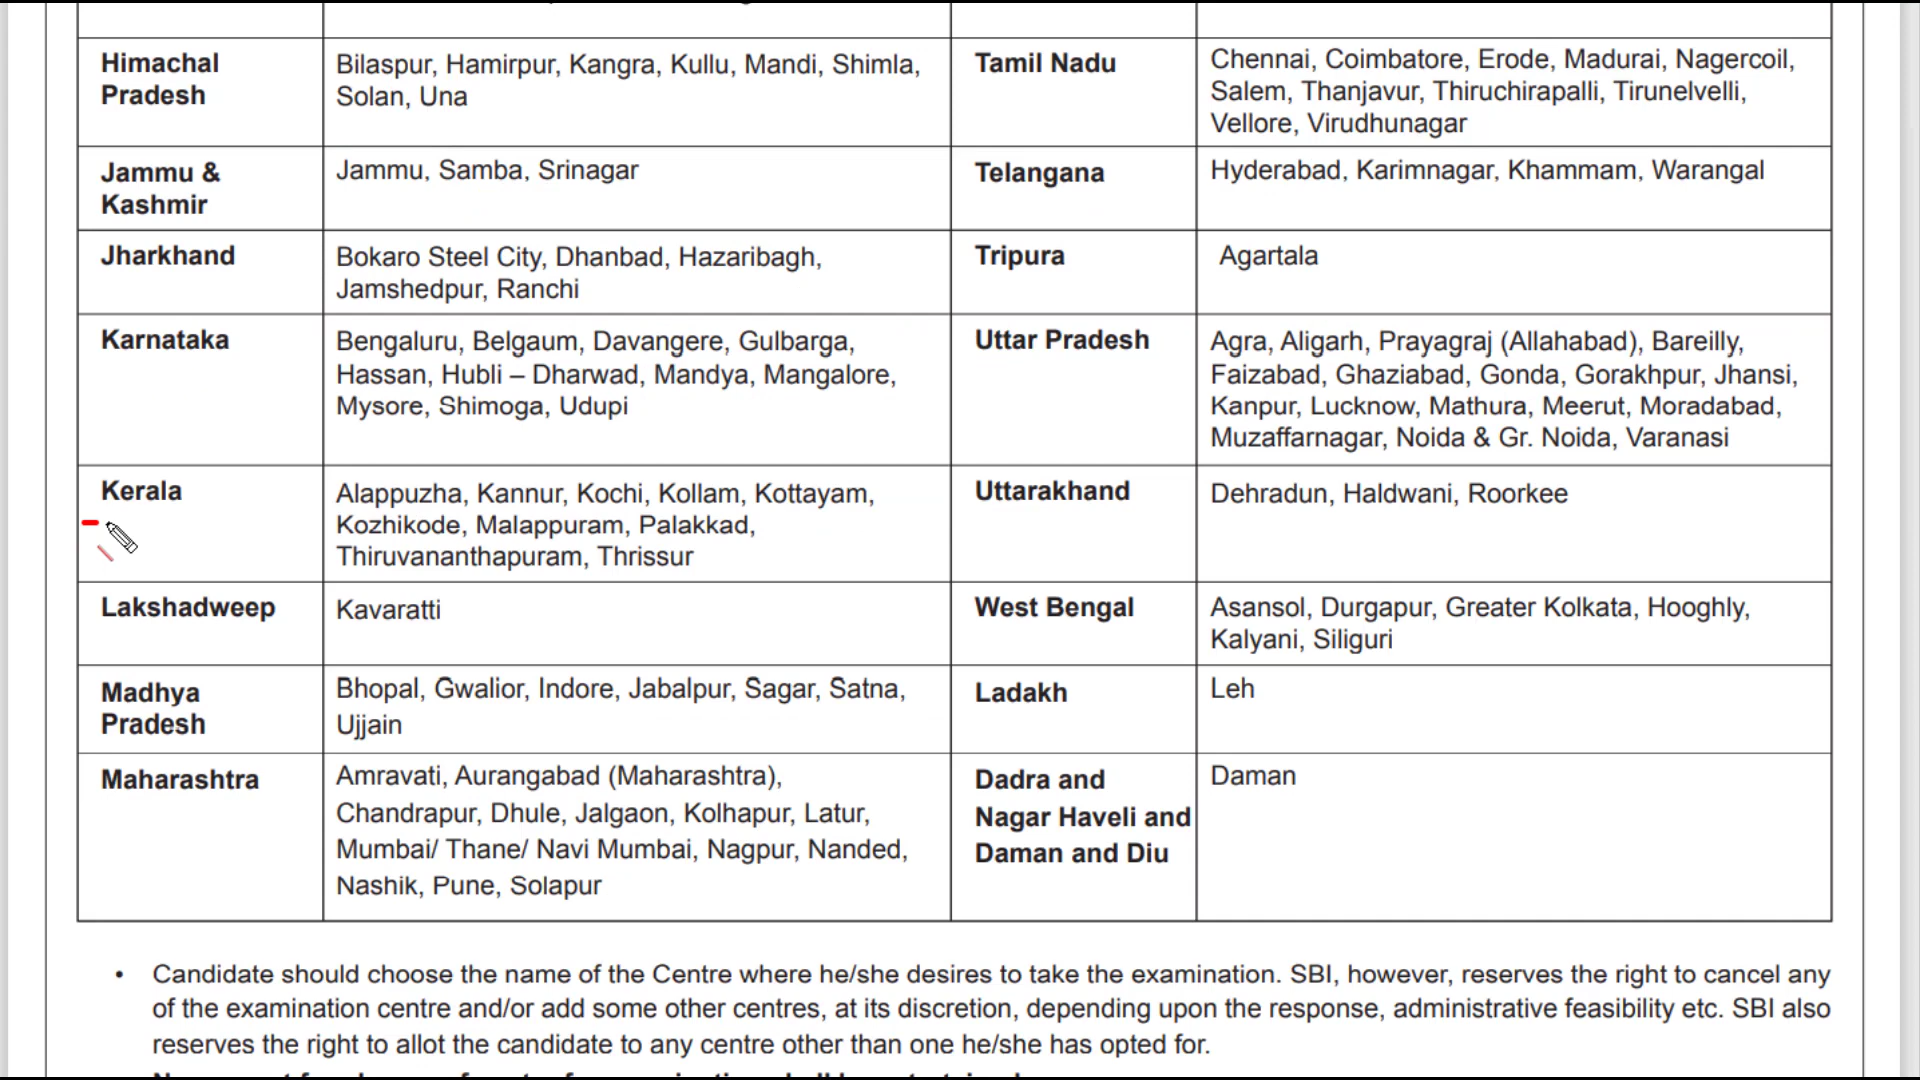 Himachal
Pradesh
Bilaspur, Hamirpur, Kangra, Kullu, Mandi, Shimla,
Solan, Una
Tamil Nadu
Chennai, Coimbatore, Erode, Madurai, Nagercoil,
Salem, Thanjavur, Thiruchirapalli, Tirunelvelli,
Vellore, Virudhunagar
Jammu &
Kashmir
Jammu, Samba, Srinagar
Telangana
Hyderabad, Karimnagar, Khammam, Warangal
Jharkhand
Bokaro Steel City, Dhanbad, Hazaribagh,
Jamshedpur, Ranchi
Tripura
Agartala
Karnataka
Bengaluru, Belgaum, Davangere, Gulbarga,
Hassan, Hubli – Dharwad, Mandya, Mangalore,
Mysore, Shimoga, Udupi
Uttar Pradesh
Agra, Aligarh, Prayagraj (Allahabad), Bareilly,
Faizabad, Ghaziabad, Gonda, Gorakhpur, Jhansi,
Kanpur, Lucknow, Mathura, Meerut, Moradabad,
Muzaffarnagar, Noida & Gr. Noida, Varanasi
Kerala
Alappuzha, Kannur, Kochi, Kollam, Kottayam,
Kozhikode, Malappuram, Palakkad,
Thiruvananthapuram, Thrissur
Uttarakhand
Dehradun, Haldwani, Roorkee
Lakshadweep
Kavaratti
West Bengal
Asansol, Durgapur, Greater Kolkata, Hooghly,
Kalyani, Siliguri
Madhya
Pradesh
Bhopal, Gwalior, Indore, Jabalpur, Sagar, Satna,
Ujjain
Ladakh
Leh
Maharashtra
Amravati, Aurangabad (Maharashtra),
Chandrapur, Dhule, Jalgaon, Kolhapur, Latur,
Mumbai/ Thane/ Navi Mumbai, Nagpur, Nanded,
Nashik, Pune, Solapur
Dadra and
Nagar Haveli and
Daman and Diu
Daman
• Candidate should choose the name of the Centre where he/she desires to take the examination. SBI, however, reserves the right to cancel any
of the examination centre and/or add some other centres, at its discretion, depending upon the response, administrative feasibility etc. SBI also
reserves the right to allot the candidate to any centre other than one he/she has opted for.